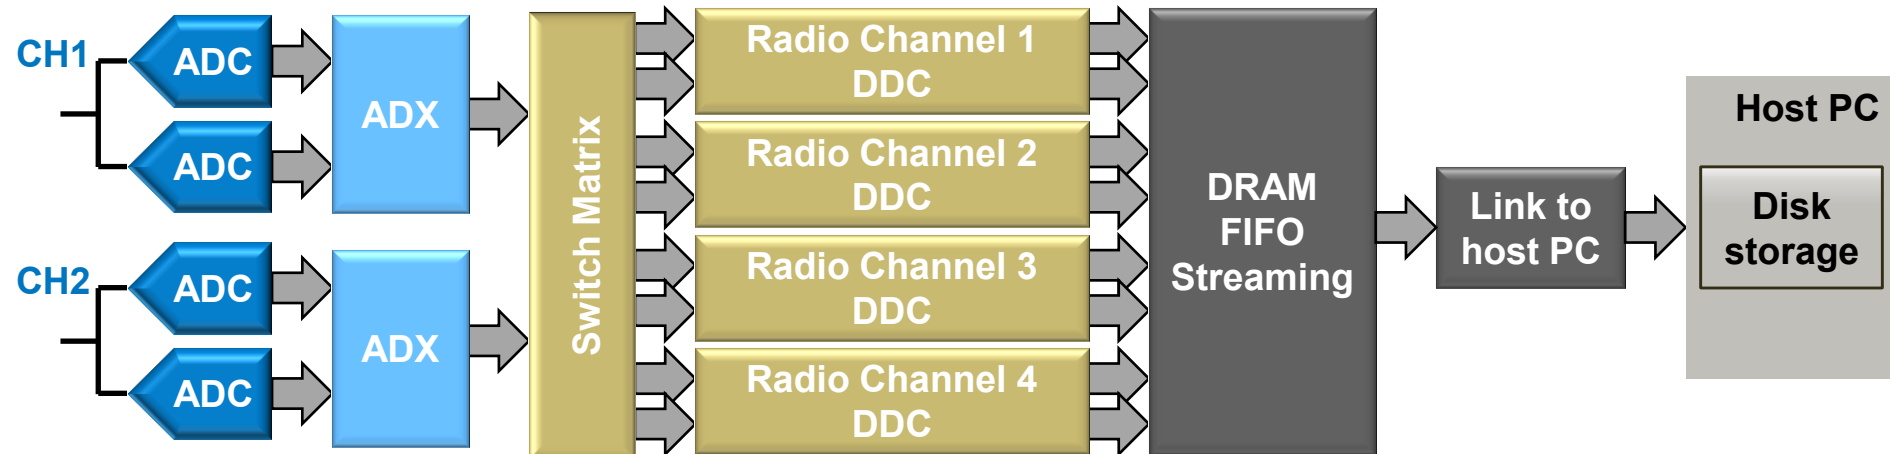 CH1
ADC
ADC
ADX
CH2
ADC
ADC
ADX
Switch Matrix
Radio Channel 1
DDC
Radio Channel 2
DDC
Radio Channel 3
DDC
Radio Channel 4
DDC
DRAM
FIFO
Streaming
Link to
host PC
Host PC
Disk
storage